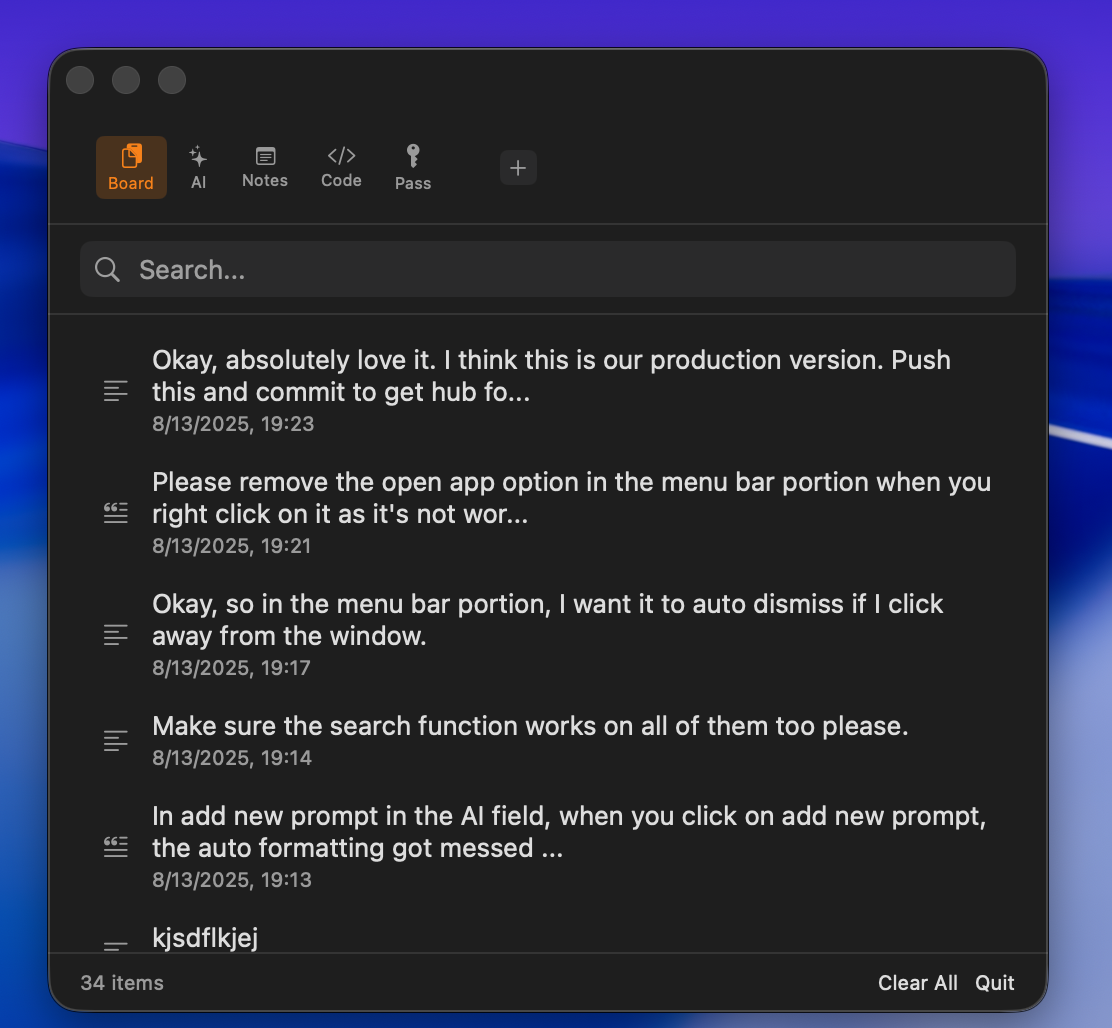 Board
AI
Notes
</>
Code
Pass
+
Search...
Okay, absolutely love it. I think this is our production version. Push
this and commit to get hub fo...
8/13/2025, 19:23
Please remove the open app option in the menu bar portion when you
right click on it as it's not wor...
8/13/2025, 19:21
Okay, so in the menu bar portion, I want it to auto dismiss if I click
away from the window.
8/13/2025, 19:17
Make sure the search function works on all of them too please.
8/13/2025, 19:14
In add new prompt in the AI field, when you click on add new prompt,
the auto formatting got messed ...
8/13/2025, 19:13
kjsdflkjej
34 items
Clear All Quit